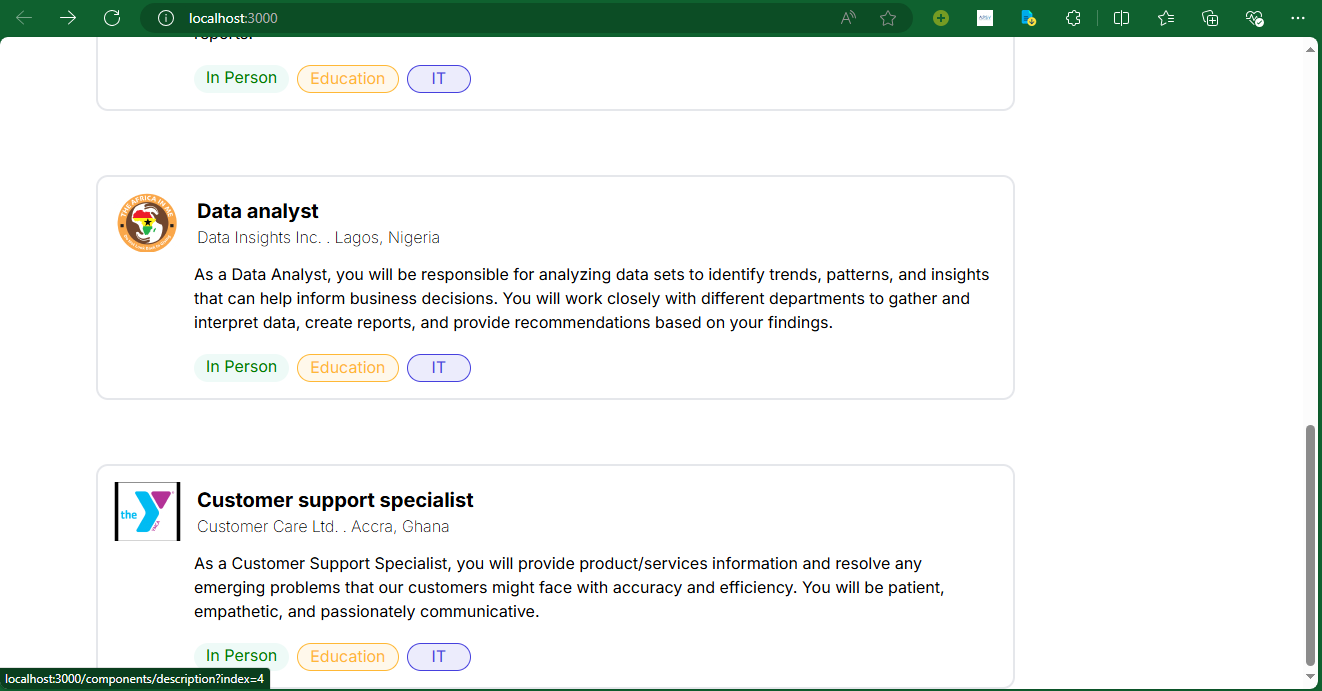 localhost:3000
reports.
In Person Education IT
THE AFRICA IN ME
Data analyst
Data Insights Inc. . Lagos, Nigeria
As a Data Analyst, you will be responsible for analyzing data sets to identify trends, patterns, and insights
that can help inform business decisions. You will work closely with different departments to gather and
interpret data, create reports, and provide recommendations based on your findings.
In Person Education IT
the
Customer support specialist
Customer Care Ltd. . Accra, Ghana
As a Customer Support Specialist, you will provide product/services information and resolve any
emerging problems that our customers might face with accuracy and efficiency. You will be patient,
empathetic, and passionately communicative.
In Person Education IT
localhost:3000/components/description?index=4